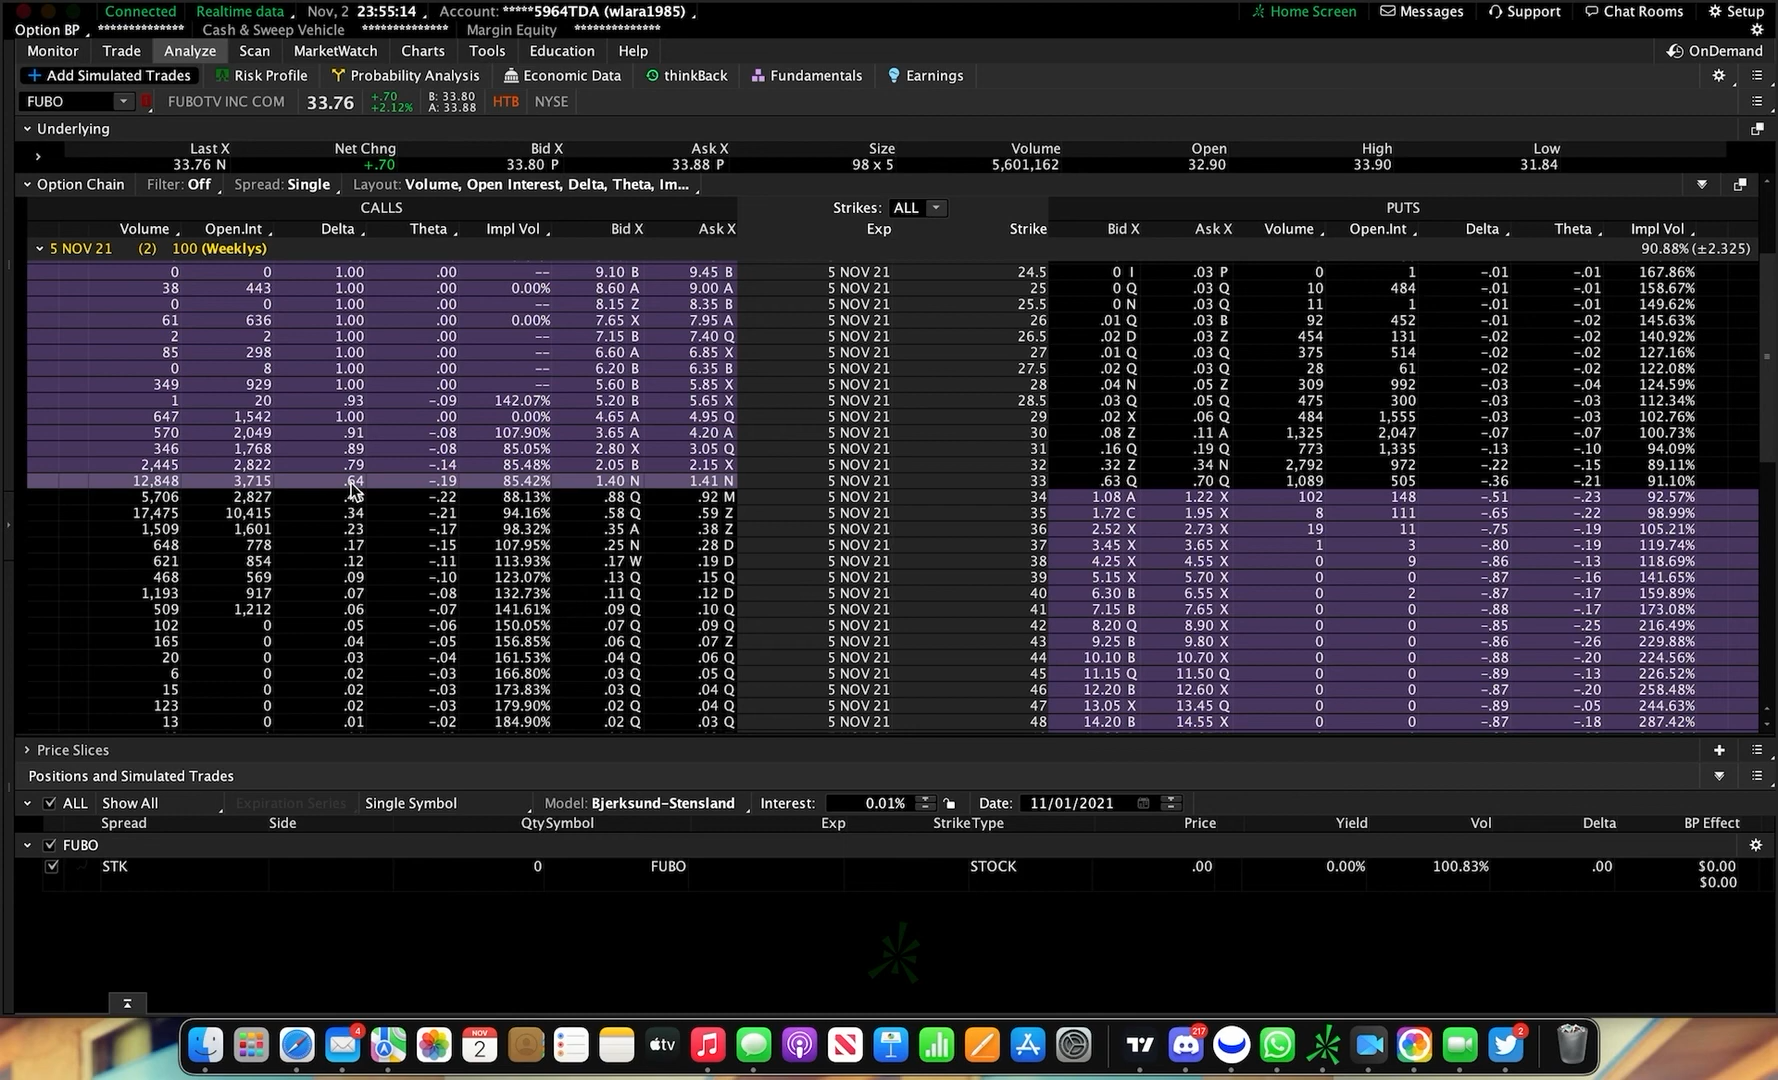 Connected Realtime data Nov, 2 23:55:14 Account: *****5964TDA (wlara1985) Home Screen Messages Support Chat Rooms Setup
Option BP ************** Cash & Sweep Vehicle ************** Margin Equity **************
Monitor Trade Analyze Scan MarketWatch Charts Tools Education Help OnDemand
+ Add Simulated Trades Risk Profile Probability Analysis Economic Data thinkBack Fundamentals Earnings
FUBO FUBOTV INC COM 33.76 +.70 +2.12% B: 33.80 A: 33.88 HTB NYSE
Underlying
Last X Net Chng Bid X Ask X Size Volume Open High Low
33.76 N +.70 33.80 P 33.88 P 98 x 5 5,601,162 32.90 33.90 31.84
Option Chain Filter: Off Spread: Single Layout: Volume, Open Interest, Delta, Theta, Im...
CALLS Strikes: ALL PUTS
Volume Open.Int Delta Theta Impl Vol Bid X Ask X Exp Strike Bid X Ask X Volume Open.Int Delta Theta Impl Vol
5 NOV 21 (2) 100 (Weeklys) 90.88% (±2.325)
0 0 1.00 .00 -- 9.10 B 9.45 B 5 NOV 21 24.5 0 I .03 P 0 1 -.01 -.01 167.86%
38 443 1.00 .00 0.00% 8.60 A 9.00 A 5 NOV 21 25 0 Q .03 Q 10 484 -.01 -.01 158.67%
0 0 1.00 .00 -- 8.15 Z 8.35 B 5 NOV 21 25.5 0 N .03 Q 11 1 -.01 -.01 149.62%
61 636 1.00 .00 0.00% 7.65 X 7.95 A 5 NOV 21 26 .01 Q .03 B 92 452 -.01 -.02 145.63%
2 2 1.00 .00 -- 7.15 B 7.40 Q 5 NOV 21 26.5 .02 D .03 Z 454 131 -.02 -.02 140.92%
85 298 1.00 .00 -- 6.60 A 6.85 X 5 NOV 21 27 .01 Q .03 Q 375 514 -.02 -.02 127.16%
0 8 1.00 .00 -- 6.20 B 6.35 B 5 NOV 21 27.5 .02 Q .03 Q 28 61 -.02 -.02 122.08%
349 929 1.00 .00 -- 5.60 B 5.85 X 5 NOV 21 28 .04 N .05 Z 309 992 -.03 -.04 124.59%
1 20 .93 -.09 142.07% 5.20 B 5.65 X 5 NOV 21 28.5 .03 Q .05 Q 475 300 -.03 -.03 112.34%
647 1,542 1.00 .00 0.00% 4.65 A 4.95 Q 5 NOV 21 29 .02 X .06 Q 484 1,555 -.03 -.03 102.76%
570 2,049 .91 -.08 107.90% 3.65 A 4.20 A 5 NOV 21 30 .08 Z .11 A 1,325 2,047 -.07 -.07 100.73%
346 1,768 .89 -.08 85.05% 2.80 X 3.05 Q 5 NOV 21 31 .16 Q .19 Q 773 1,335 -.13 -.10 94.09%
2,445 2,822 .79 -.14 85.48% 2.05 B 2.15 X 5 NOV 21 32 .32 Z .34 N 2,792 972 -.22 -.15 89.11%
12,848 3,715 .64 -.19 85.42% 1.40 N 1.41 N 5 NOV 21 33 .63 Q .70 Q 1,089 505 -.36 -.21 91.10%
5,706 2,827 -.22 88.13% .88 Q .92 M 5 NOV 21 34 1.08 A 1.22 X 102 148 -.51 -.23 92.57%
17,475 10,415 .34 -.21 94.16% .58 Q .59 Z 5 NOV 21 35 1.72 C 1.95 X 8 111 -.65 -.22 98.99%
1,509 1,601 .23 -.17 98.32% .35 A .38 Z 5 NOV 21 36 2.52 X 2.73 X 19 11 -.75 -.19 105.21%
648 778 .17 -.15 107.95% .25 N .28 D 5 NOV 21 37 3.45 X 3.65 X 1 3 -.80 -.19 119.74%
621 854 .12 -.11 113.93% .17 W .19 D 5 NOV 21 38 4.25 X 4.55 X 0 9 -.86 -.13 118.69%
468 569 .09 -.10 123.07% .13 Q .15 Q 5 NOV 21 39 5.15 X 5.70 X 0 0 -.87 -.16 141.65%
1,193 917 .07 -.08 132.73% .11 Q .12 D 5 NOV 21 40 6.30 B 6.55 X 0 2 -.87 -.17 159.89%
509 1,212 .06 -.07 141.61% .09 Q .10 Q 5 NOV 21 41 7.15 B 7.65 X 0 0 -.88 -.17 173.08%
102 0 .05 -.06 150.05% .07 Q .09 Q 5 NOV 21 42 8.20 Q 8.90 X 0 0 -.85 -.25 216.49%
165 0 .04 -.05 156.85% .06 Q .07 Z 5 NOV 21 43 9.25 B 9.80 X 0 0 -.86 -.26 229.88%
20 0 .03 -.04 161.53% .04 Q .06 Q 5 NOV 21 44 10.10 B 10.70 X 0 0 -.88 -.20 224.56%
6 0 .02 -.03 166.80% .03 Q .05 Q 5 NOV 21 45 11.15 Q 11.50 Q 0 0 -.89 -.13 226.52%
15 0 .02 -.03 173.83% .03 Q .04 Q 5 NOV 21 46 12.20 B 12.60 X 0 0 -.87 -.20 258.48%
123 0 .02 -.03 179.90% .02 Q .04 Q 5 NOV 21 47 13.05 X 13.45 Q 0 0 -.89 -.05 244.63%
13 0 .01 -.02 184.90% .02 Q .03 Q 5 NOV 21 48 14.20 B 14.55 X 0 0 -.87 -.18 287.42%
Price Slices
Positions and Simulated Trades
ALL Show All Expiration Series Single Symbol Model: Bjerksund-Stensland Interest: 0.01% Date: 11/01/2021
Spread Side Qty Symbol Exp Strike Type Price Yield Vol Delta BP Effect
FUBO
STK 0 FUBO STOCK .00 0.00% 100.83% .00 $0.00
$0.00
4 NOV 2 tv 217 2